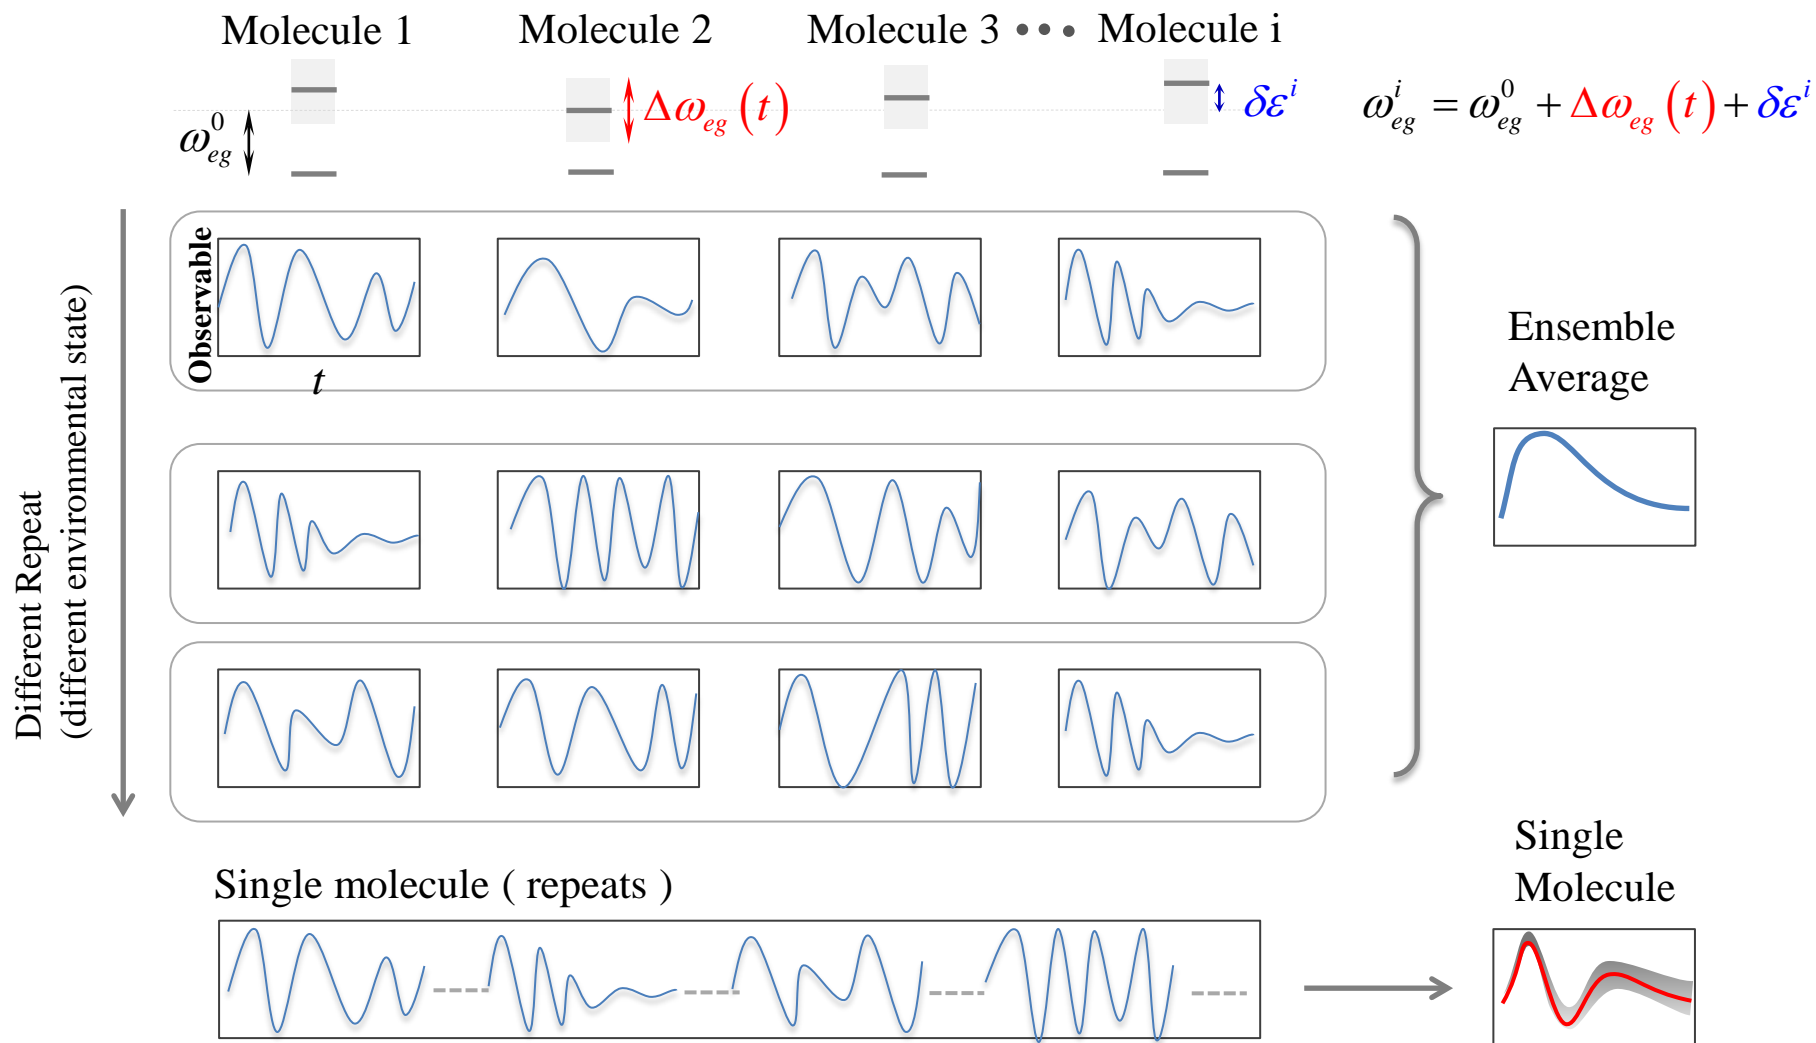 Molecule 1 Molecule 2 Molecule 3 ••• Molecule i
ω⁰eg
Δωeg (t)
δεⁱ
ωⁱeg = ω⁰eg + Δωeg (t) + δεⁱ
Different Repeat
(different environmental state)
Observable
t
Ensemble
Average
Single molecule ( repeats )
Single
Molecule